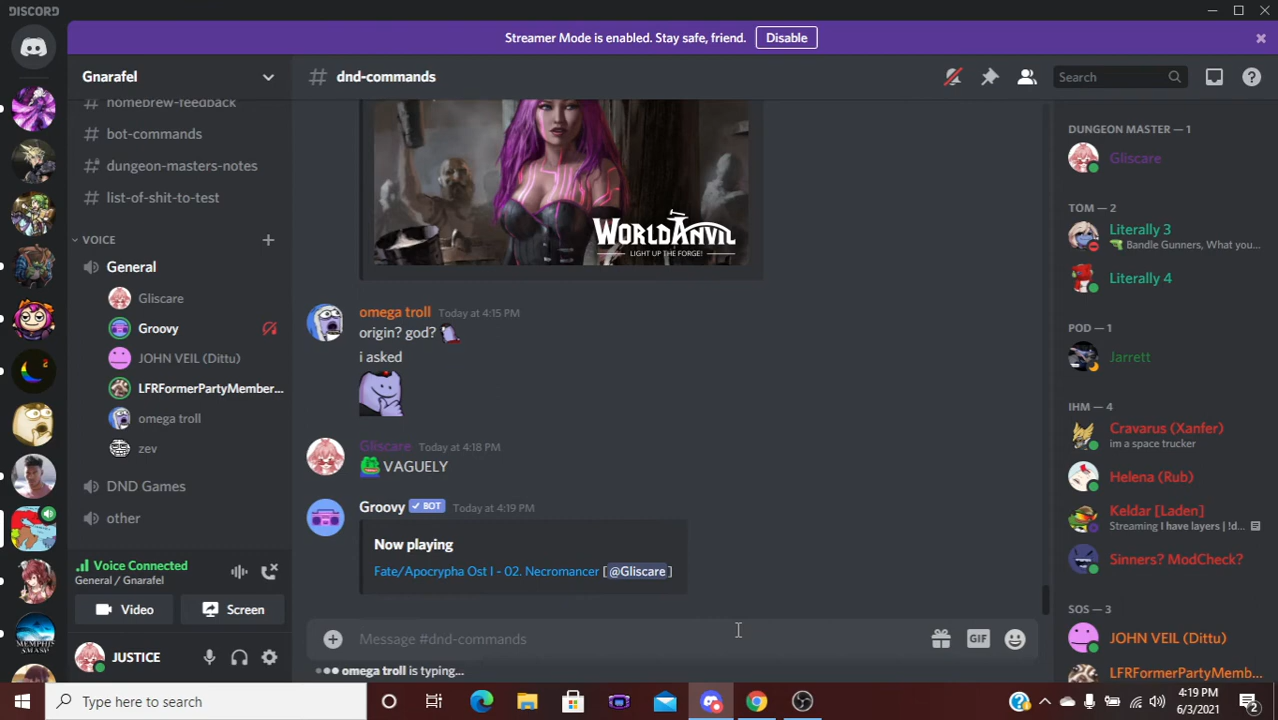 DISCORD
Streamer Mode is enabled. Stay safe, friend. Disable
Gnarafel
dnd-commands
Search
homebrew-feedback
bot-commands
dungeon-masters-notes
list-of-shit-to-test
VOICE
General
Gliscare
Groovy
JOHN VEIL (Dittu)
LFRFormerPartyMember...
omega troll
zev
DND Games
other
Voice Connected
General / Gnarafel
Video
Screen
JUSTICE
WORLDANVIL
LIGHT UP THE FORGE!
omega troll Today at 4:15 PM
origin? god?
i asked
Gliscare Today at 4:18 PM
VAGUELY
Groovy BOT Today at 4:19 PM
Now playing
Fate/Apocrypha Ost I - 02. Necromancer [@Gliscare]
Message #dnd-commands
GIF
omega troll is typing...
DUNGEON MASTER — 1
Gliscare
TOM — 2
Literally 3
Bandle Gunners, What you...
Literally 4
POD — 1
Jarrett
IHM — 4
Cravarus (Xanfer)
im a space trucker
Helena (Rub)
Keldar [Laden]
Streaming I have layers | !d...
Sinners? ModCheck?
SOS — 3
JOHN VEIL (Dittu)
LFRFormerPartyMemb...
Type here to search
4:19 PM
6/3/2021
2